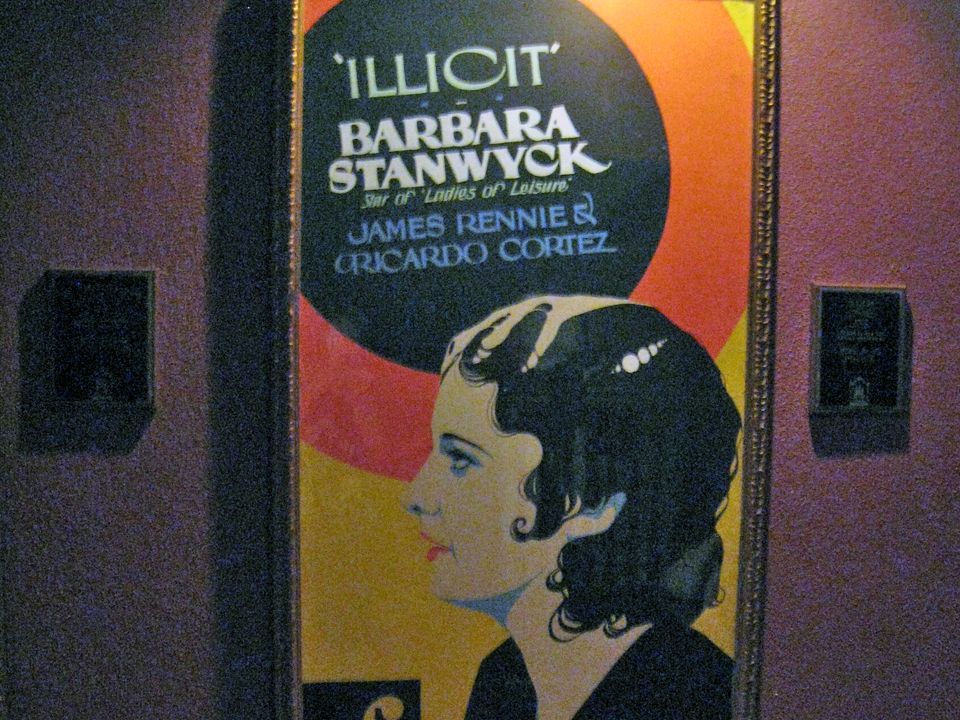 'ILLICIT'
BARBARA
STANWYCK
Star of 'Ladies of Leisure'
JAMES RENNIE &
RICARDO CORTEZ